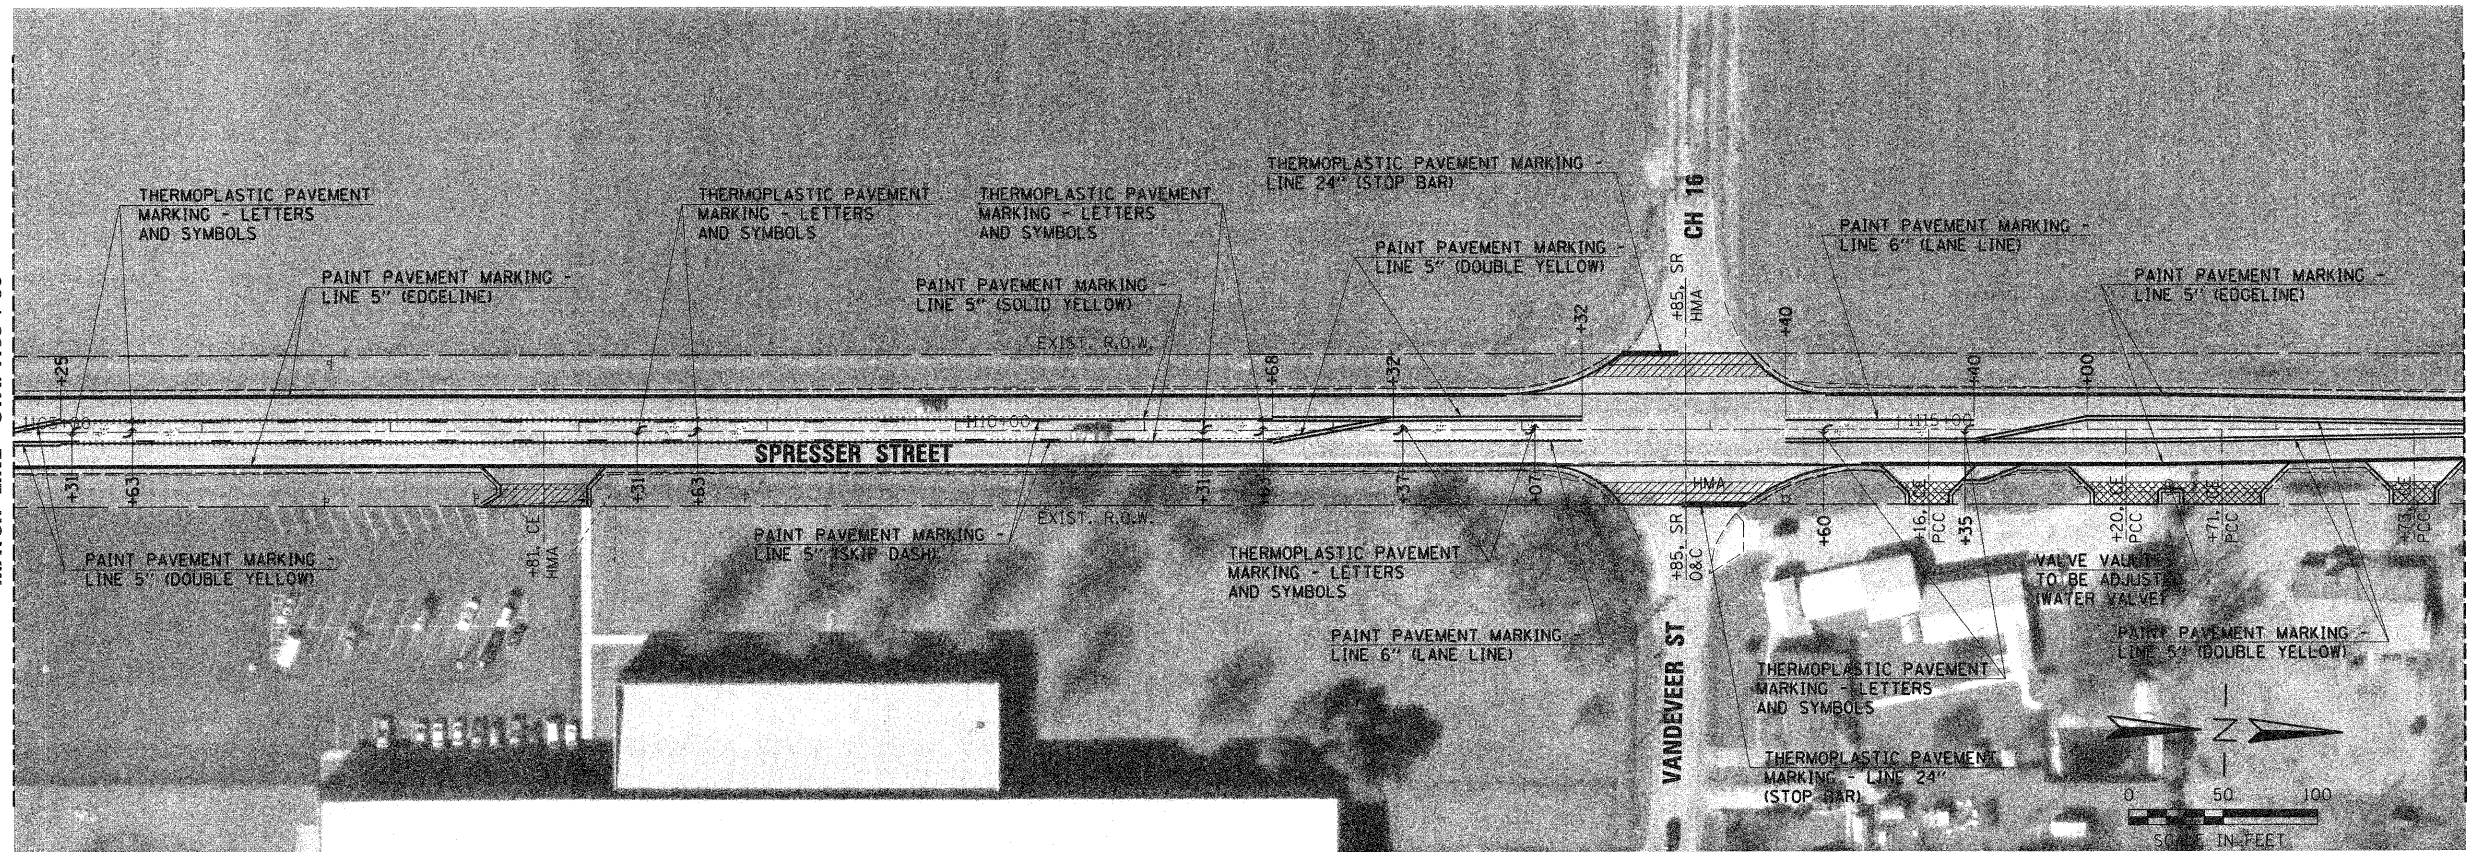 THERMOPLASTIC PAVEMENT
MARKING - LETTERS
AND SYMBOLS
THERMOPLASTIC PAVEMENT
MARKING - LETTERS
AND SYMBOLS
THERMOPLASTIC PAVEMENT
MARKING - LETTERS
AND SYMBOLS
THERMOPLASTIC PAVEMENT MARKING -
LINE 24" (STOP BAR)
PAINT PAVEMENT MARKING -
LINE 5" (EDGELINE)
PAINT PAVEMENT MARKING -
LINE 5" (SOLID YELLOW)
PAINT PAVEMENT MARKING -
LINE 5" (DOUBLE YELLOW)
CH 16
+85, SR
HMA
PAINT PAVEMENT MARKING -
LINE 6" (LANE LINE)
PAINT PAVEMENT MARKING -
LINE 5" (EDGELINE)
EXIST. R.O.W.
+25
+68
+32
+32
+40
+40
+00
1110+00
1115+00
SPRESSER STREET
+31
+63
+31
+63
+31
+63
+37
+07
HMA
+60
+16, CE
PCC
+35
+20, CE
PCC
+71, CE
PCC
+73, CE
PCC
EXIST. R.O.W.
+81, CE
HMA
+85, SR
O&C
PAINT PAVEMENT MARKING -
LINE 5" (DOUBLE YELLOW)
PAINT PAVEMENT MARKING -
LINE 5" (SKIP DASH)
THERMOPLASTIC PAVEMENT
MARKING - LETTERS
AND SYMBOLS
PAINT PAVEMENT MARKING -
LINE 6" (LANE LINE)
VANDEVEER ST
VALVE VAULTS
TO BE ADJUSTED
(WATER VALVE)
PAINT PAVEMENT MARKING -
LINE 5" (DOUBLE YELLOW)
THERMOPLASTIC PAVEMENT
MARKING - LETTERS
AND SYMBOLS
THERMOPLASTIC PAVEMENT
MARKING - LINE 24"
(STOP BAR)
N
0 50 100
SCALE IN FEET